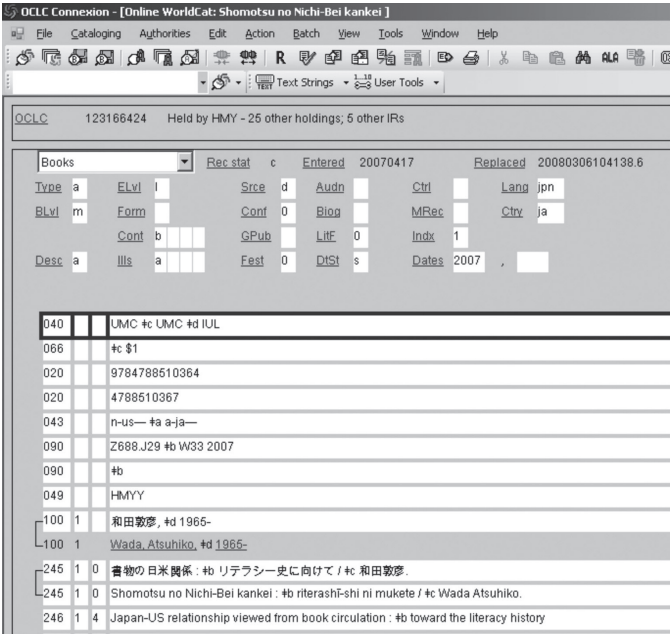 OCLC Connexion - [Online WorldCat: Shomotsu no Nichi-Bei kankei ]
File Cataloging Authorities Edit Action Batch View Tools Window Help
R ALA
TEXT Text Strings 1..10 User Tools
OCLC 123166424 Held by HMY - 25 other holdings; 5 other IRs
Books Rec stat c Entered 20070417 Replaced 20080306104138.6
Type a ELvl I Srce d Audn Ctrl Lang jpn
BLvl m Form Conf 0 Biog MRec Ctry ja
Cont b GPub LitF 0 Indx 1
Desc a Ills a Fest 0 DtSt s Dates 2007 ,
040 UMC ǂc UMC ǂd IUL
066 ǂc $1
020 9784788510364
020 4788510367
043 n-us— ǂa a-ja—
090 Z688.J29 ǂb W33 2007
090 ǂb
049 HMYY
100 1 和田敦彦, ǂd 1965-
100 1 Wada, Atsuhiko, ǂd 1965-
245 1 0 書物の日米関係 : ǂb リテラシー史に向けて / ǂc 和田敦彦.
245 1 0 Shomotsu no Nichi-Bei kankei : ǂb riterashī-shi ni mukete / ǂc Wada Atsuhiko.
246 1 4 Japan-US relationship viewed from book circulation : ǂb toward the literacy history